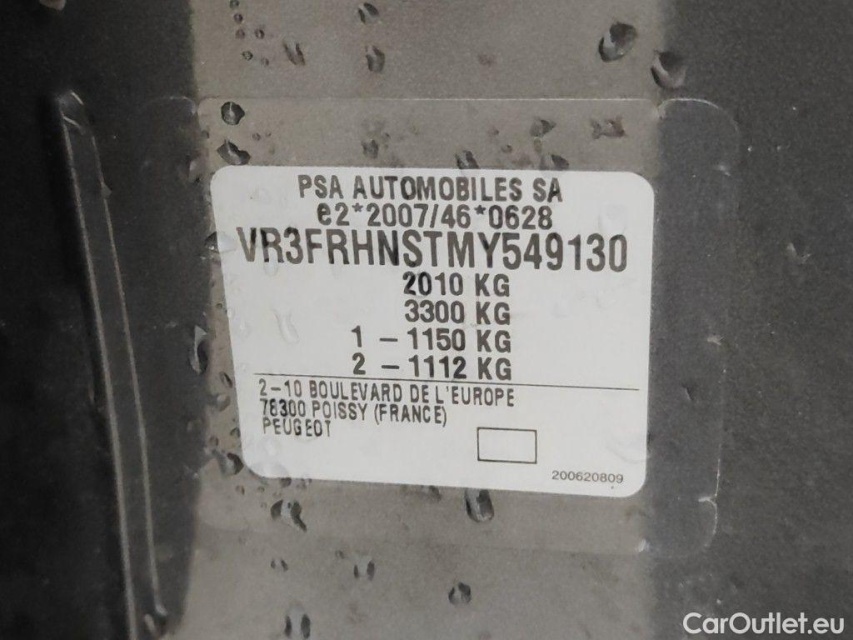 PSA AUTOMOBILES SA
e2*2007/46*0628
VR3FRHNSTMY549130
2010 KG
3300 KG
1 - 1150 KG
2 - 1112 KG
2-10 BOULEVARD DE L'EUROPE
78300 POISSY (FRANCE)
PEUGEOT
200620809
CarOutlet.eu